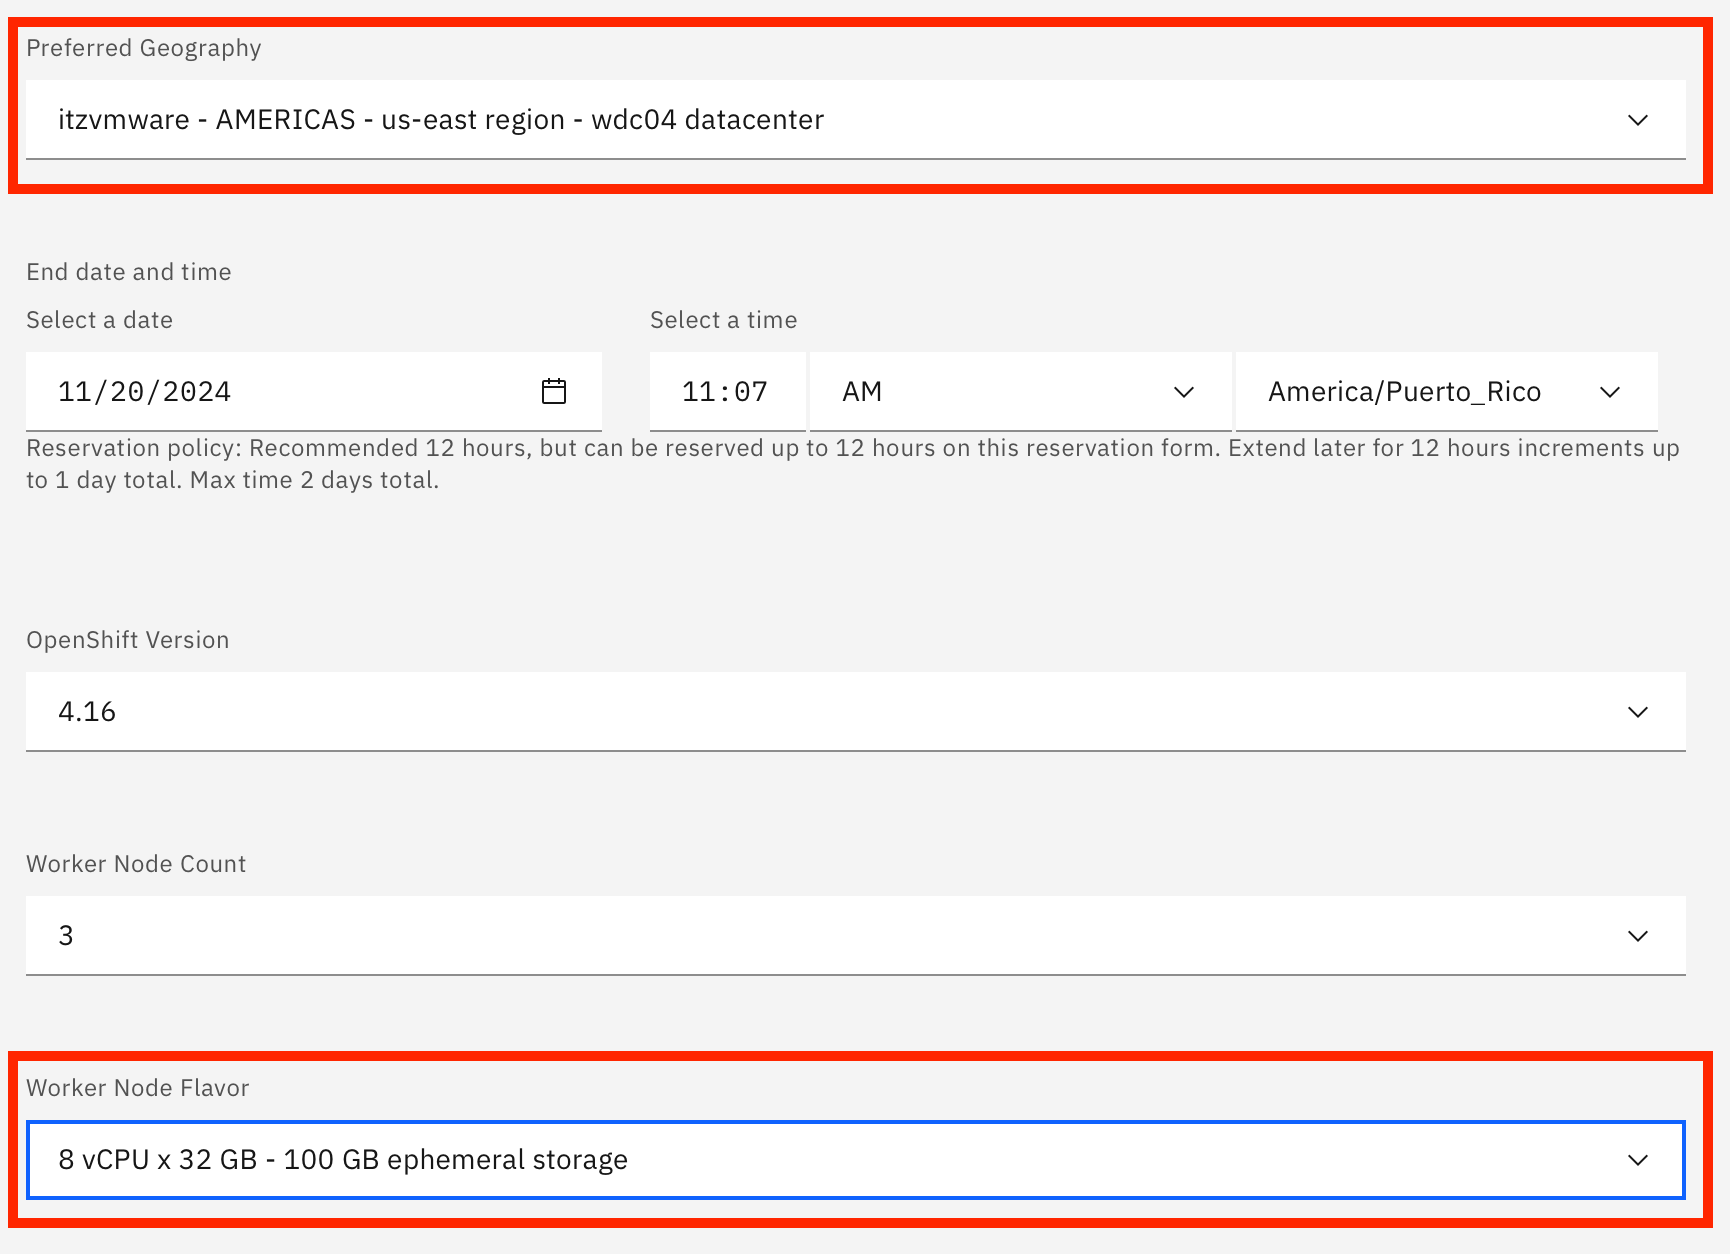 Preferred Geography
itzvmware - AMERICAS - us-east region - wdc04 datacenter
End date and time
Select a date
Select a time
11/20/2024
11:07
AM
America/Puerto_Rico
Reservation policy: Recommended 12 hours, but can be reserved up to 12 hours on this reservation form. Extend later for 12 hours increments up
to 1 day total. Max time 2 days total.
OpenShift Version
4.16
Worker Node Count
3
Worker Node Flavor
8 vCPU x 32 GB - 100 GB ephemeral storage